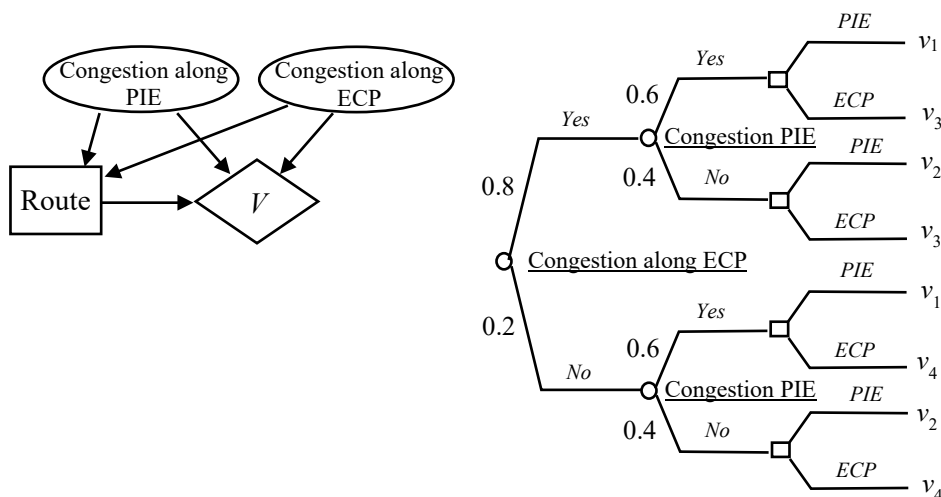 Congestion along
PIE
Congestion along
ECP
Route
V
Congestion along ECP
0.8
Yes
0.2
No
Congestion PIE
0.6
Yes
PIE
v1
ECP
v3
0.4
No
PIE
v2
ECP
v3
Congestion PIE
0.6
Yes
PIE
v1
ECP
v4
0.4
No
PIE
v2
ECP
v4